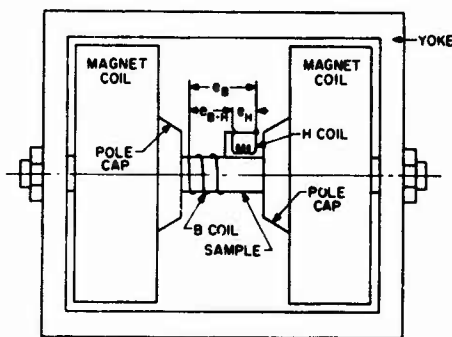 YOKE
MAGNET
COIL
MAGNET
COIL
e_B
e_B-H
e_H
H COIL
POLE
CAP
POLE
CAP
B COIL
SAMPLE